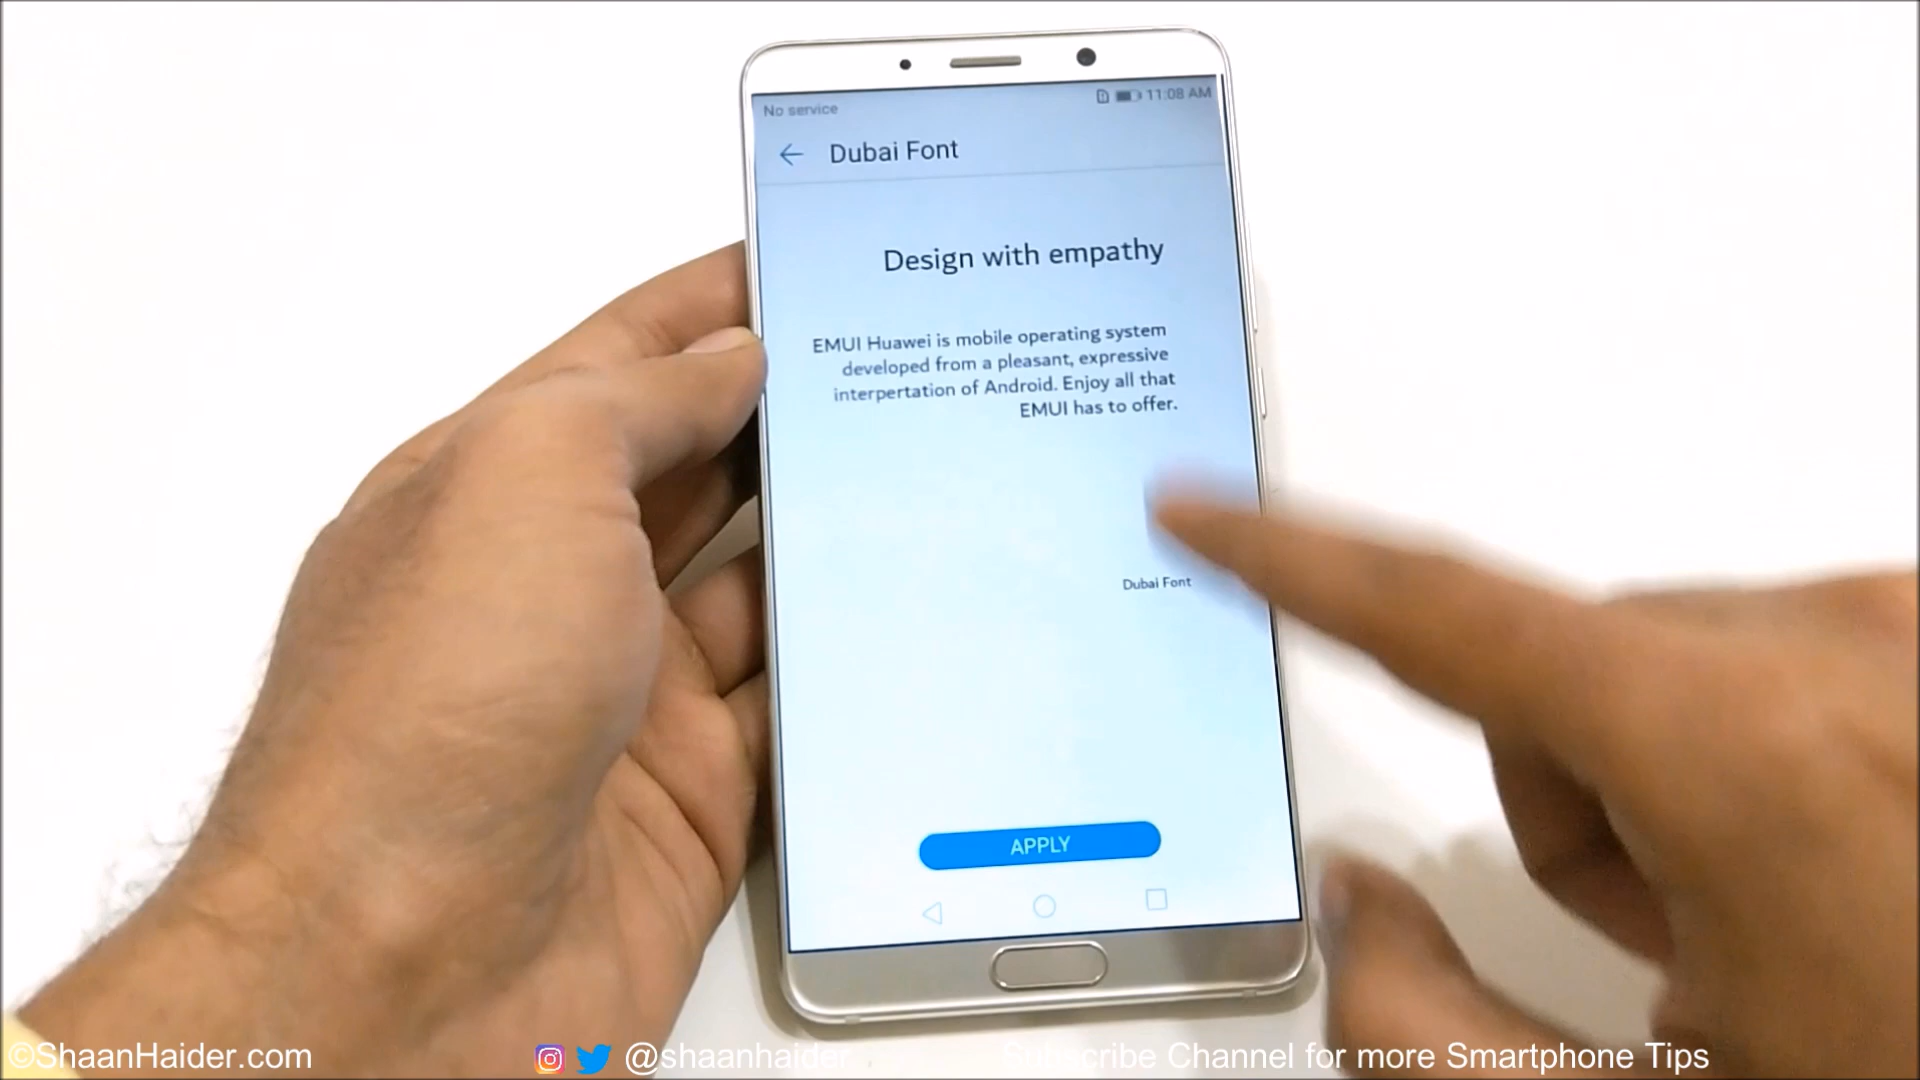 No service
11:08 AM
Dubai Font
Design with empathy
EMUI Huawei is mobile operating system
developed from a pleasant, expressive
interpertation of Android. Enjoy all that
EMUI has to offer.
Dubai Font
APPLY
©ShaanHaider.com
@shaanhaider
Subscribe Channel for more Smartphone Tips